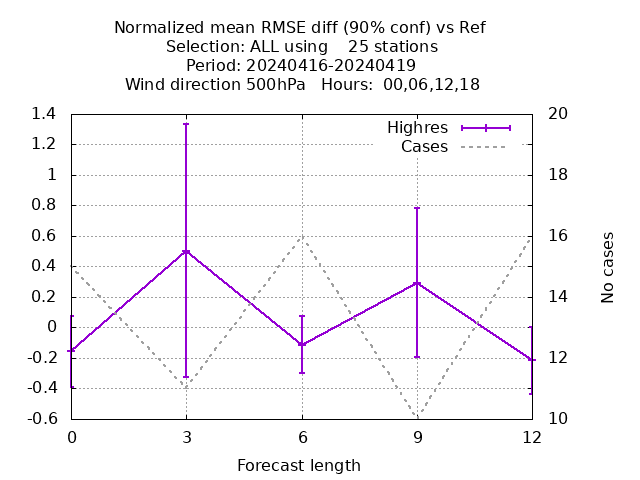 Normalized mean RMSE diff (90% conf) vs Ref
Selection: ALL using    25 stations
Period: 20240416-20240419
Wind direction 500hPa   Hours:  00,06,12,18
Highres
Cases
1.4
1.2
1
0.8
0.6
0.4
0.2
0
-0.2
-0.4
-0.6
20
18
16
14
12
10
No cases
0 3 6 9 12
Forecast length